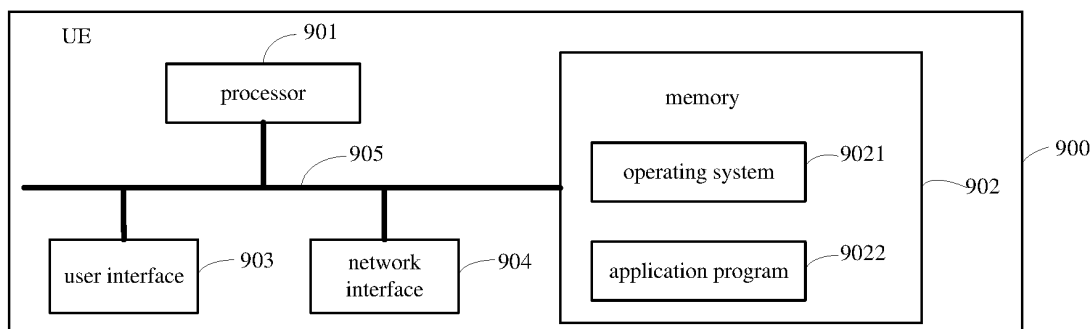 UE
901
processor
memory
905
operating system
9021
900
902
user interface
903
network
interface
904
application program
9022